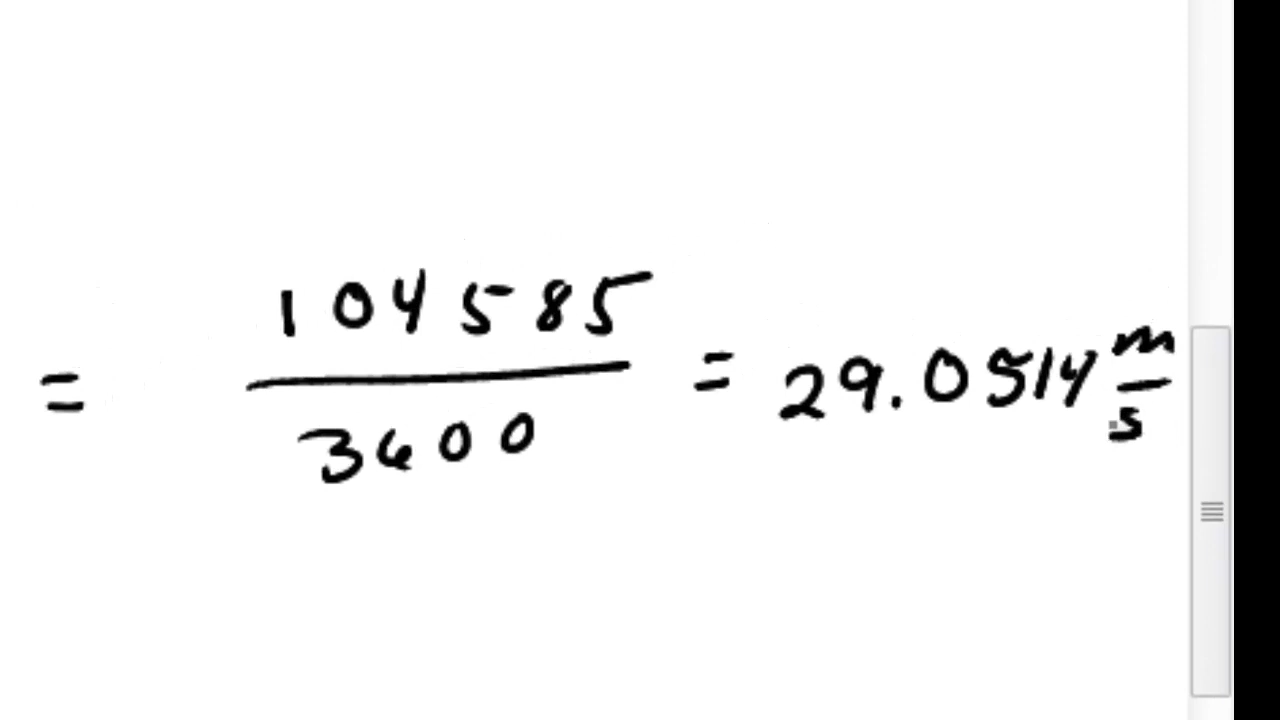 = 104585/3600 = 29.0514 m/s